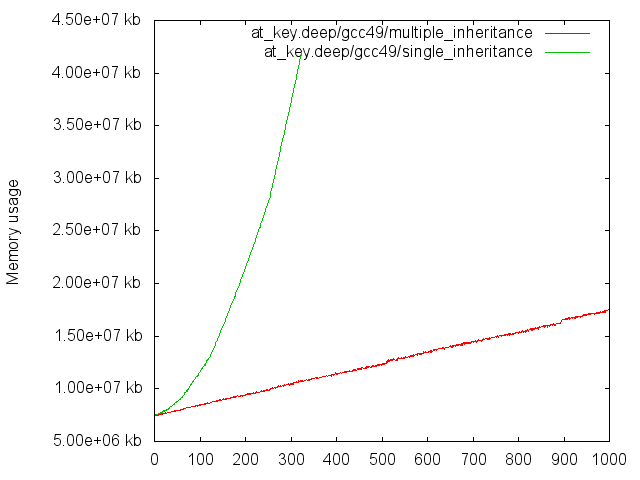 4.50e+07 kb
at_key.deep/gcc49/multiple_inheritance
at_key.deep/gcc49/single_inheritance
4.00e+07 kb
3.50e+07 kb
3.00e+07 kb
2.50e+07 kb
2.00e+07 kb
1.50e+07 kb
1.00e+07 kb
5.00e+06 kb
Memory usage
0 100 200 300 400 500 600 700 800 900 1000